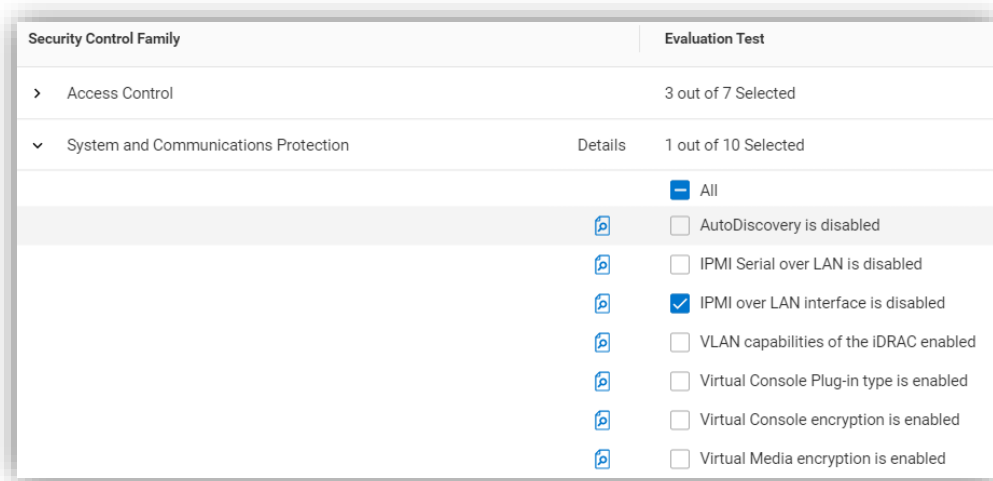 Security Control Family Evaluation Test
Access Control 3 out of 7 Selected
System and Communications Protection Details 1 out of 10 Selected
All
AutoDiscovery is disabled
IPMI Serial over LAN is disabled
IPMI over LAN interface is disabled
VLAN capabilities of the iDRAC enabled
Virtual Console Plug-in type is enabled
Virtual Console encryption is enabled
Virtual Media encryption is enabled